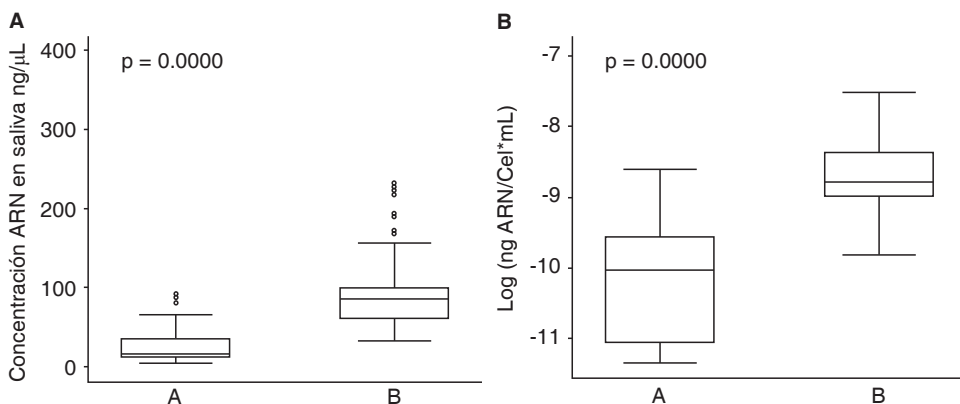 A
Concentración ARN en saliva ng/µL
400
300
200
100
0
p = 0.0000
A
B
B
Log (ng ARN/Cel*mL)
-7
-8
-9
-10
-11
p = 0.0000
A
B